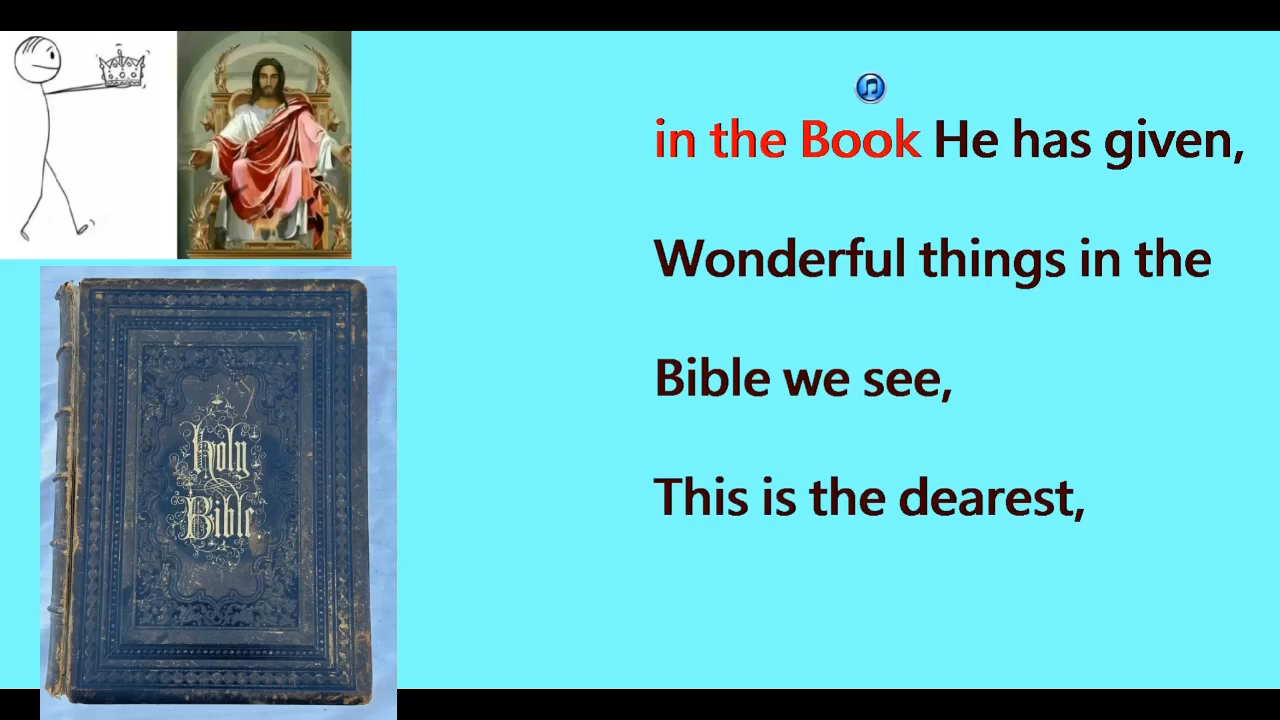 in the Book He has given,
Wonderful things in the
Bible we see,
This is the dearest,
Holy
Bible.